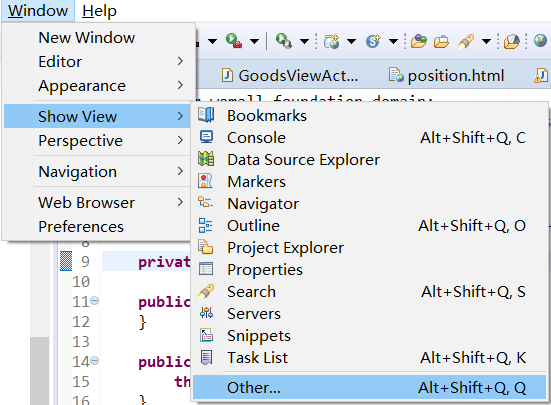 Window Help
New Window
Editor
Appearance
Show View
Perspective
Navigation
Web Browser
Preferences
GoodsViewAct...
position.html
Bookmarks
Console Alt+Shift+Q, C
Data Source Explorer
Markers
Navigator
Outline Alt+Shift+Q, O
Project Explorer
Properties
Search Alt+Shift+Q, S
Servers
Snippets
Task List Alt+Shift+Q, K
Other... Alt+Shift+Q, Q
8
9 privat
10
11 public
12 }
13
14 public
15 th
16 }